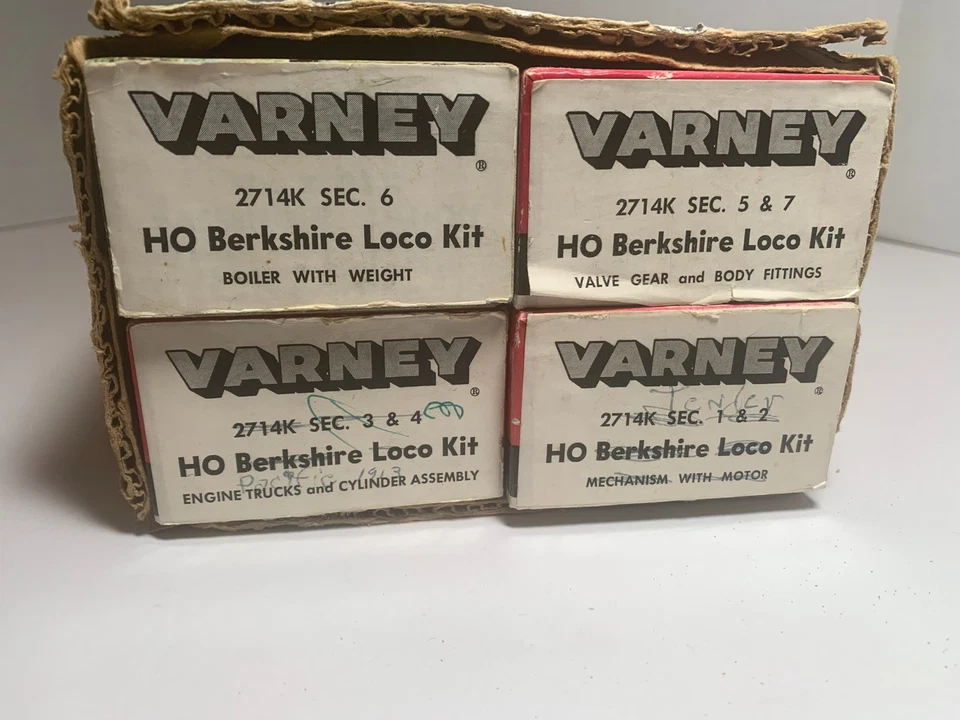 VARNEY
®
2714K SEC. 6
HO Berkshire Loco Kit
BOILER WITH WEIGHT
VARNEY
®
2714K SEC. 5 & 7
HO Berkshire Loco Kit
VALVE GEAR and BODY FITTINGS
VARNEY
®
2714K SEC. 3 & 4
HO Berkshire Loco Kit
Pacific 1913
ENGINE TRUCKS and CYLINDER ASSEMBLY
VARNEY
®
Tender
2714K SEC. 1 & 2
HO Berkshire Loco Kit
MECHANISM WITH MOTOR